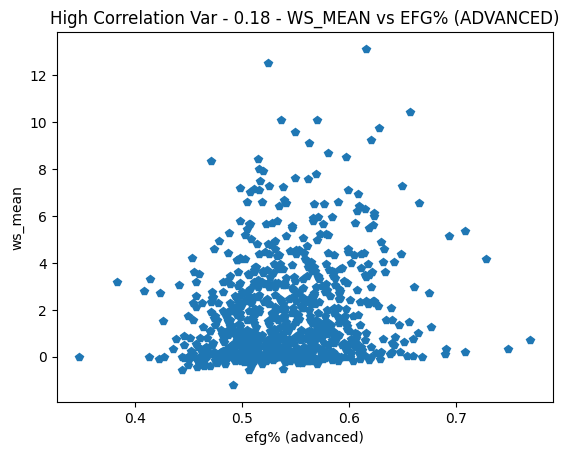 High Correlation Var - 0.18 - WS_MEAN vs EFG% (ADVANCED)
12
10
8
6
4
2
0
ws_mean
0.4 0.5 0.6 0.7
efg% (advanced)